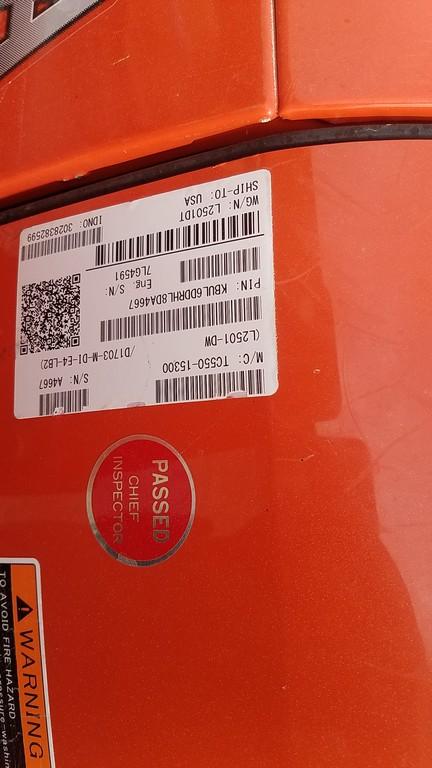 M/C: TC550-15300
(L2501-DW
/D1703-M-DI-E4-LB2)
S/N: A4667
PIN: KBUL6DDRHL8DA4667
Eng. S/N:
7LG4591
WG/N: L2501DT
SHIP-TO: USA
IDNO: 3028382599
PASSED
CHIEF
INSPECTOR
WARNING
TO AVOID FIRE HAZARD: